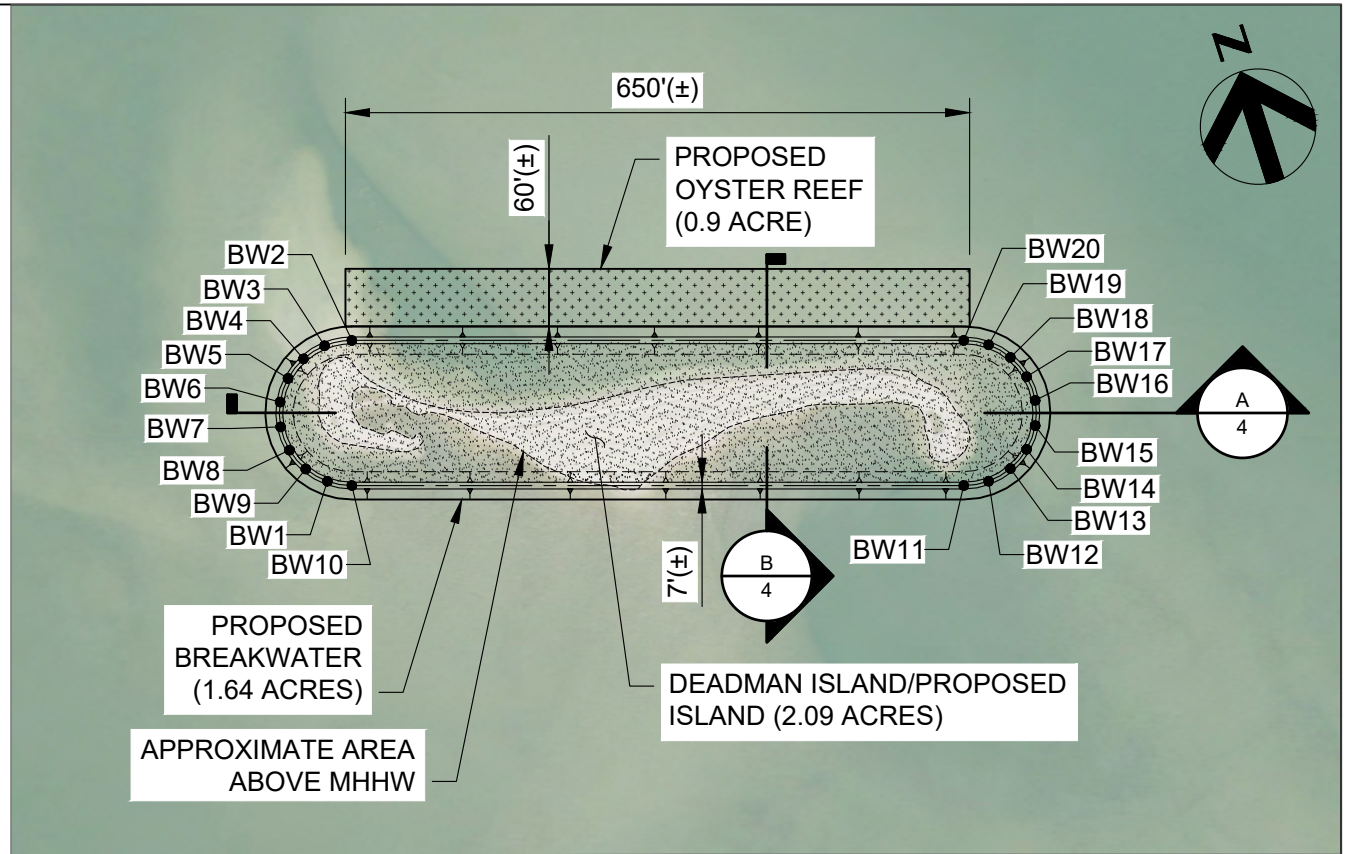 N
650'(±)
60'(±)
PROPOSED
OYSTER REEF
(0.9 ACRE)
BW2
BW3
BW4
BW5
BW6
BW7
BW8
BW9
BW1
BW10
BW20
BW19
BW18
BW17
BW16
BW15
BW14
BW13
BW12
BW11
A
4
B
4
7'(±)
PROPOSED
BREAKWATER
(1.64 ACRES)
DEADMAN ISLAND/PROPOSED
ISLAND (2.09 ACRES)
APPROXIMATE AREA
ABOVE MHHW